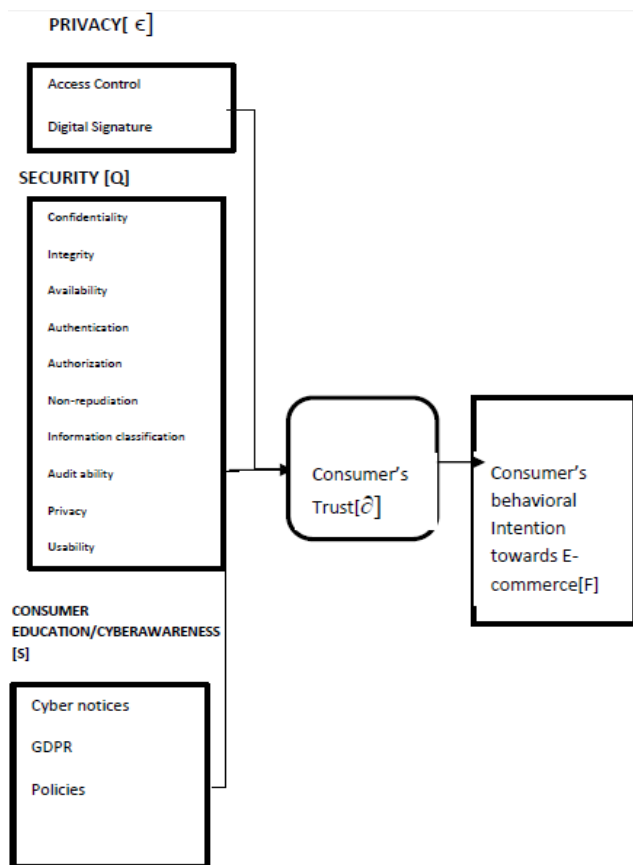 PRIVACY[ ϵ]
Access Control
Digital Signature
SECURITY [Q]
Confidentiality
Integrity
Availability
Authentication
Authorization
Non-repudiation
Information classification
Audit ability
Privacy
Usability
CONSUMER
EDUCATION/CYBERAWARENESS
[S]
Cyber notices
GDPR
Policies
Consumer's
Trust[∂]
Consumer's
behavioral
Intention
towards E-
commerce[F]